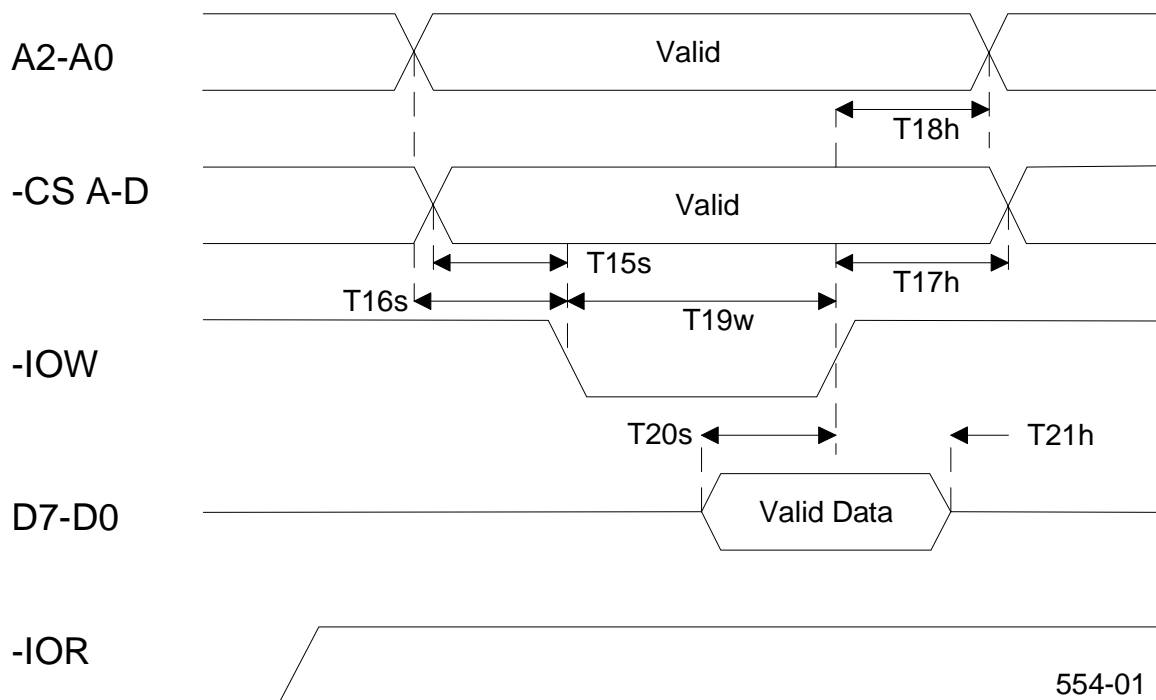 A2-A0
Valid
T18h
-CS A-D
Valid
T15s
T17h
T16s
T19w
-IOW
T20s
T21h
D7-D0
Valid Data
-IOR
554-01